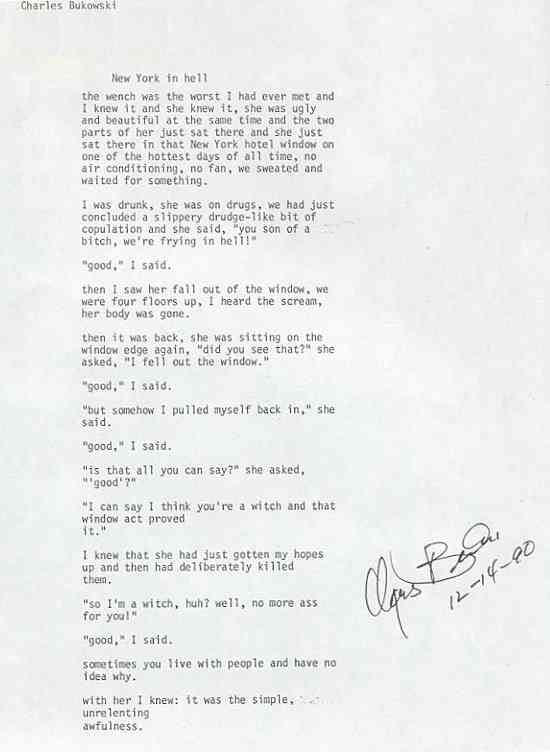 Charles Bukowski
New York in hell
the wench was the worst I had ever met and
I knew it and she knew it, she was ugly
and beautiful at the same time and the two
parts of her just sat there and she just
sat there in that New York hotel window on
one of the hottest days of all time, no
air conditioning, no fan, we sweated and
waited for something.
I was drunk, she was on drugs, we had just
concluded a slippery drudge-like bit of
copulation and she said, "you son of a
bitch, we're frying in hell!"
"good," I said.
then I saw her fall out of the window, we
were four floors up, I heard the scream,
her body was gone.
then it was back, she was sitting on the
window edge again, "did you see that?" she
asked, "I fell out the window."
"good," I said.
"but somehow I pulled myself back in," she
said.
"good," I said.
"is that all you can say?" she asked,
"'good'?"
"I can say I think you're a witch and that
window act proved
it."
I knew that she had just gotten my hopes
up and then had deliberately killed
them.
"so I'm a witch, huh? well, no more ass
for you!"
"good," I said.
sometimes you live with people and have no
idea why.
with her I knew: it was the simple,
unrelenting
awfulness.
12-14-90